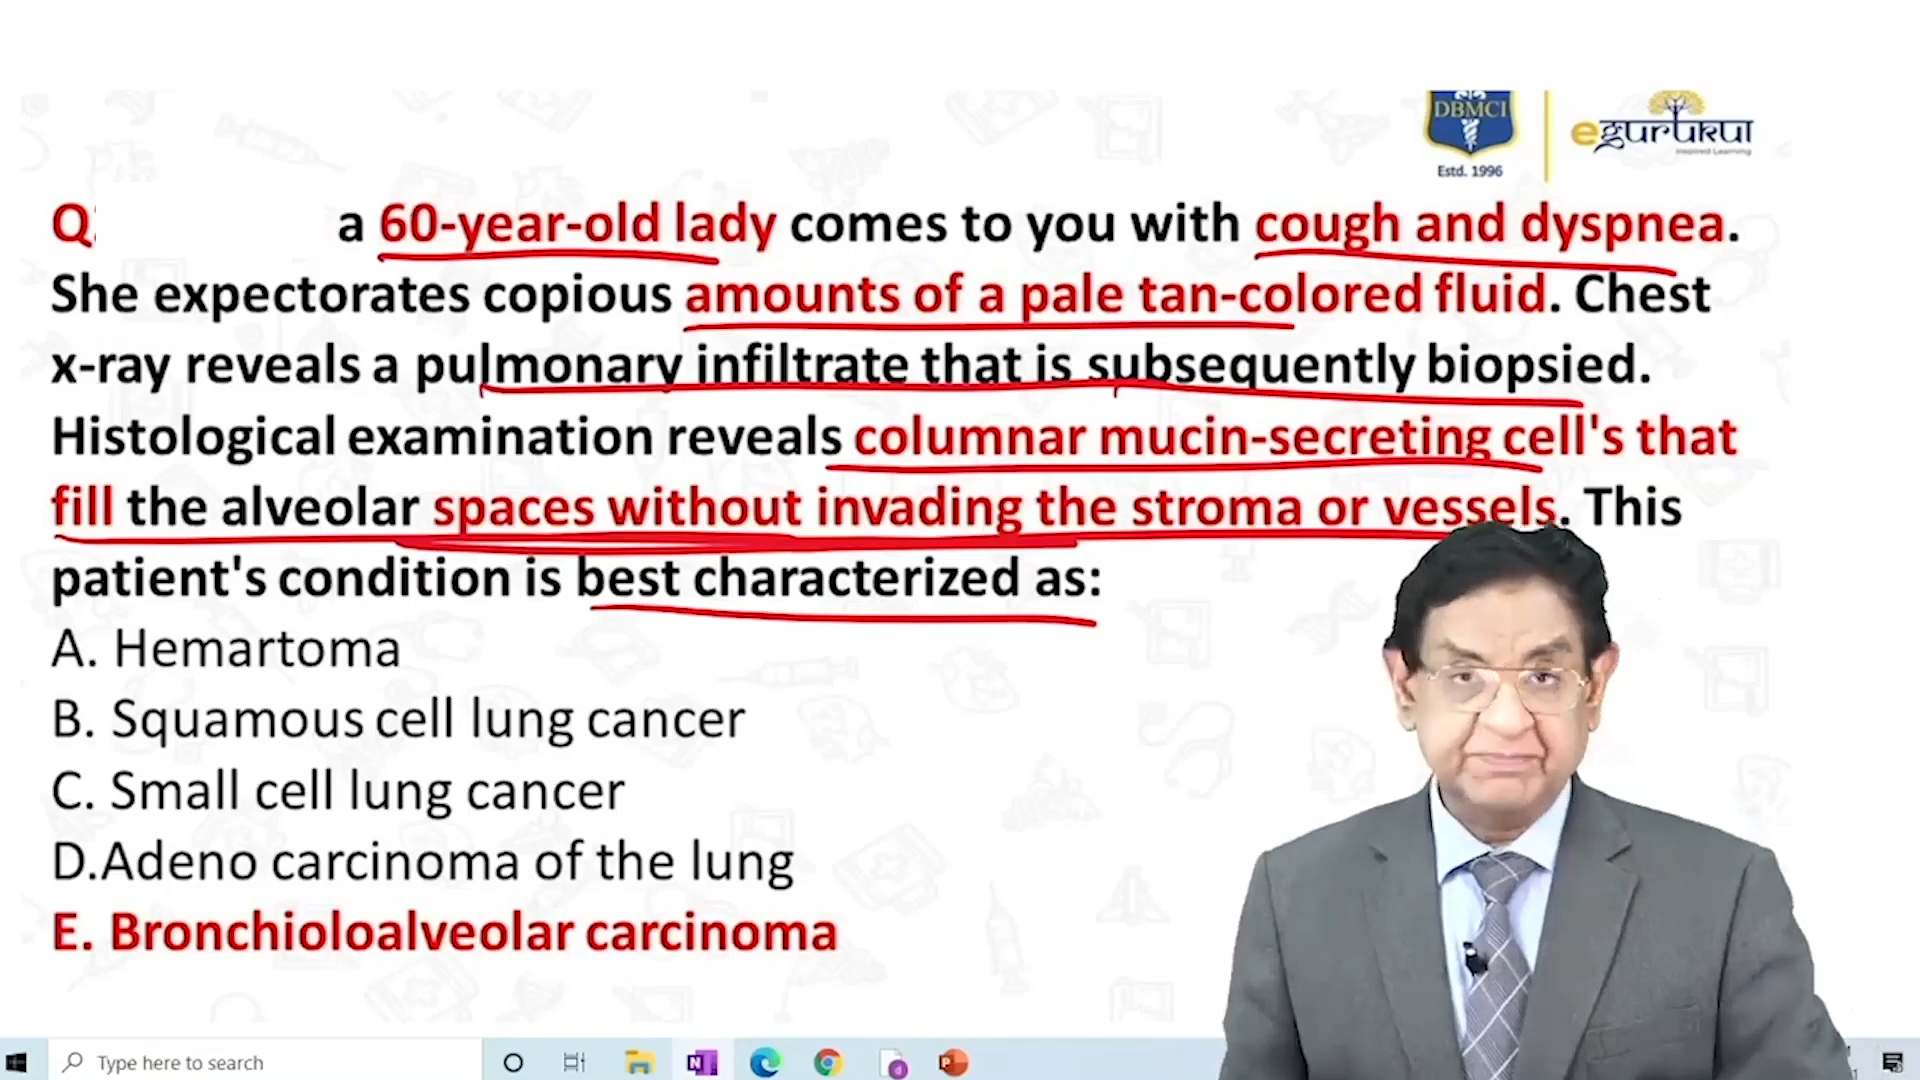 DBMCI
Estd. 1996
egurukul
Inspired Learning
Q. a 60-year-old lady comes to you with cough and dyspnea.
She expectorates copious amounts of a pale tan-colored fluid. Chest
x-ray reveals a pulmonary infiltrate that is subsequently biopsied.
Histological examination reveals columnar mucin-secreting cell's that
fill the alveolar spaces without invading the stroma or vessels. This
patient's condition is best characterized as:
A. Hemartoma
B. Squamous cell lung cancer
C. Small cell lung cancer
D.Adeno carcinoma of the lung
E. Bronchioloalveolar carcinoma
Type here to search